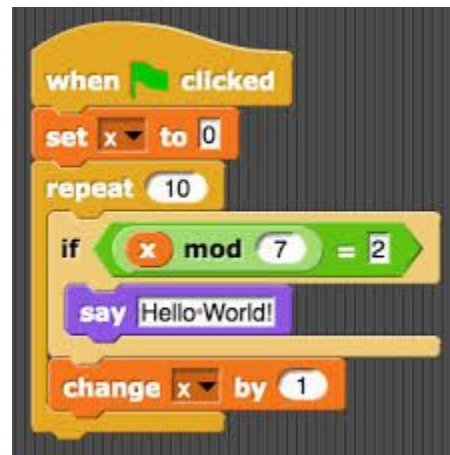 when clicked
set x to 0
repeat 10
if x mod 7 = 2
say Hello World!
change x by 1